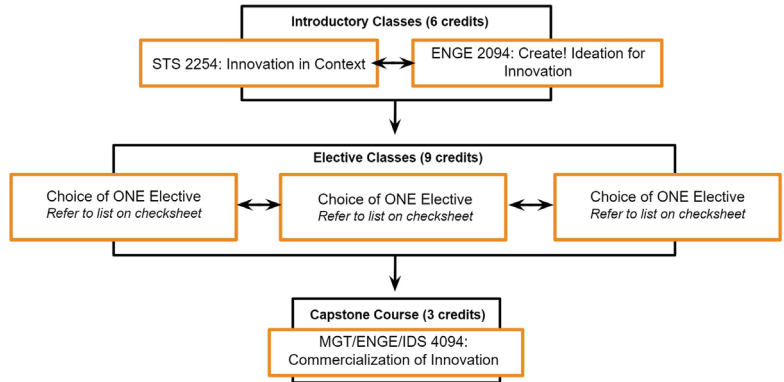 Introductory Classes (6 credits)
STS 2254: Innovation in Context
ENGE 2094: Create! Ideation for
Innovation
Elective Classes (9 credits)
Choice of ONE Elective
Refer to list on checksheet
Choice of ONE Elective
Refer to list on checksheet
Choice of ONE Elective
Refer to list on checksheet
Capstone Course (3 credits)
MGT/ENGE/IDS 4094:
Commercialization of Innovation